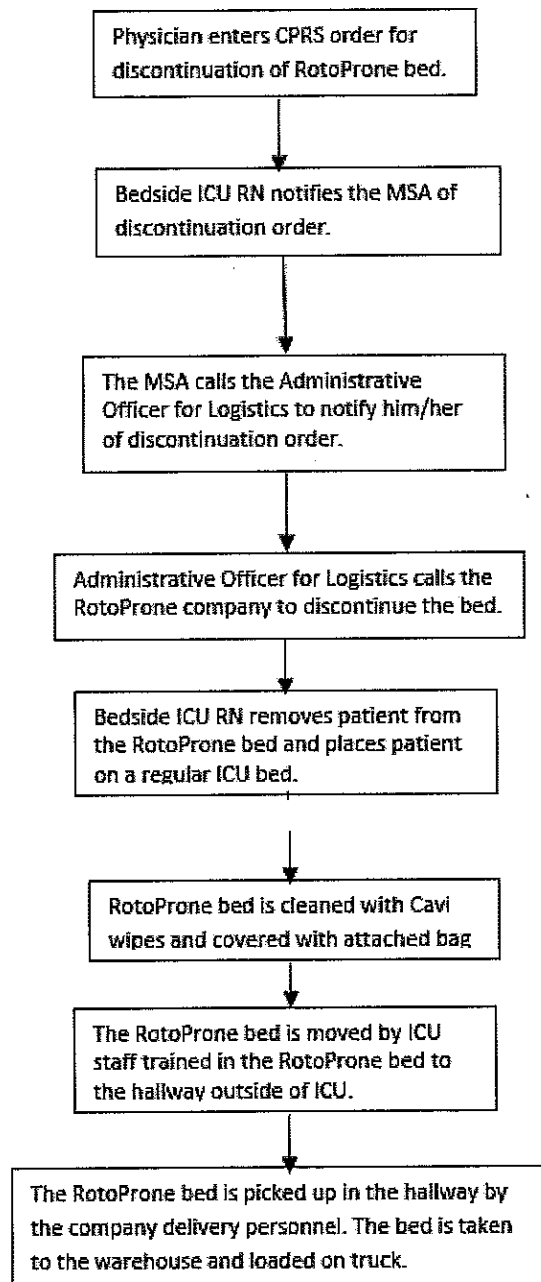 Physician enters CPRS order for
discontinuation of RotoProne bed.
Bedside ICU RN notifies the MSA of
discontinuation order.
The MSA calls the Administrative
Officer for Logistics to notify him/her
of discontinuation order.
Administrative Officer for Logistics calls the
RotoProne company to discontinue the bed.
Bedside ICU RN removes patient from
the RotoProne bed and places patient
on a regular ICU bed.
RotoProne bed is cleaned with Cavi
wipes and covered with attached bag
The RotoProne bed is moved by ICU
staff trained in the RotoProne bed to
the hallway outside of ICU.
The RotoProne bed is picked up in the hallway by
the company delivery personnel. The bed is taken
to the warehouse and loaded on truck.